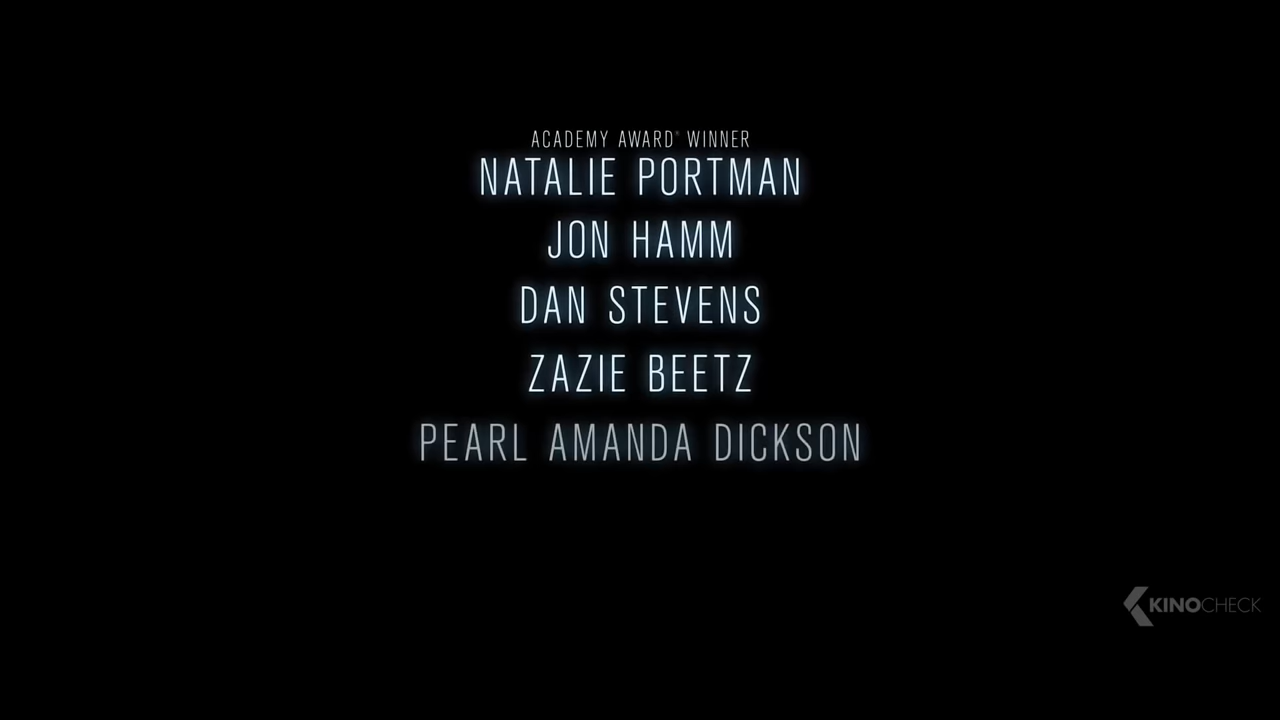 ACADEMY AWARD® WINNER
NATALIE PORTMAN
JON HAMM
DAN STEVENS
ZAZIE BEETZ
PEARL AMANDA DICKSON
KINOCHECK